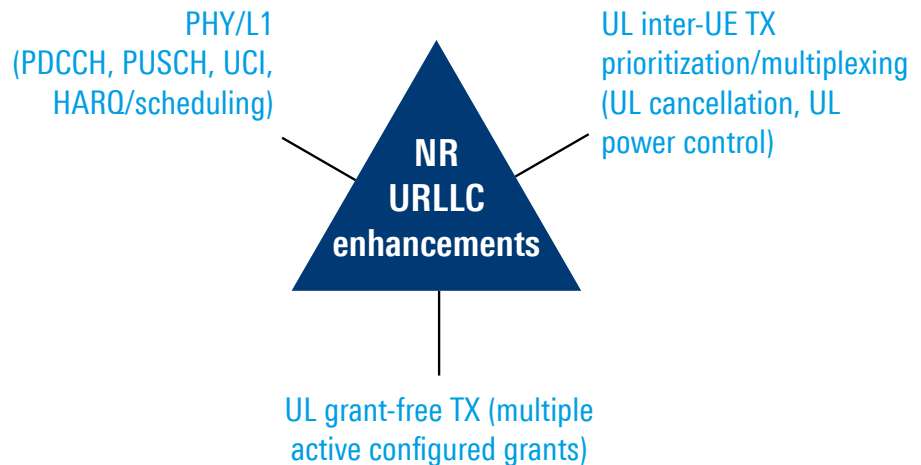 PHY/L1
(PDCCH, PUSCH, UCI,
HARQ/scheduling)
UL inter-UE TX
prioritization/multiplexing
(UL cancellation, UL
power control)
NR
URLLC
enhancements
UL grant-free TX (multiple
active configured grants)